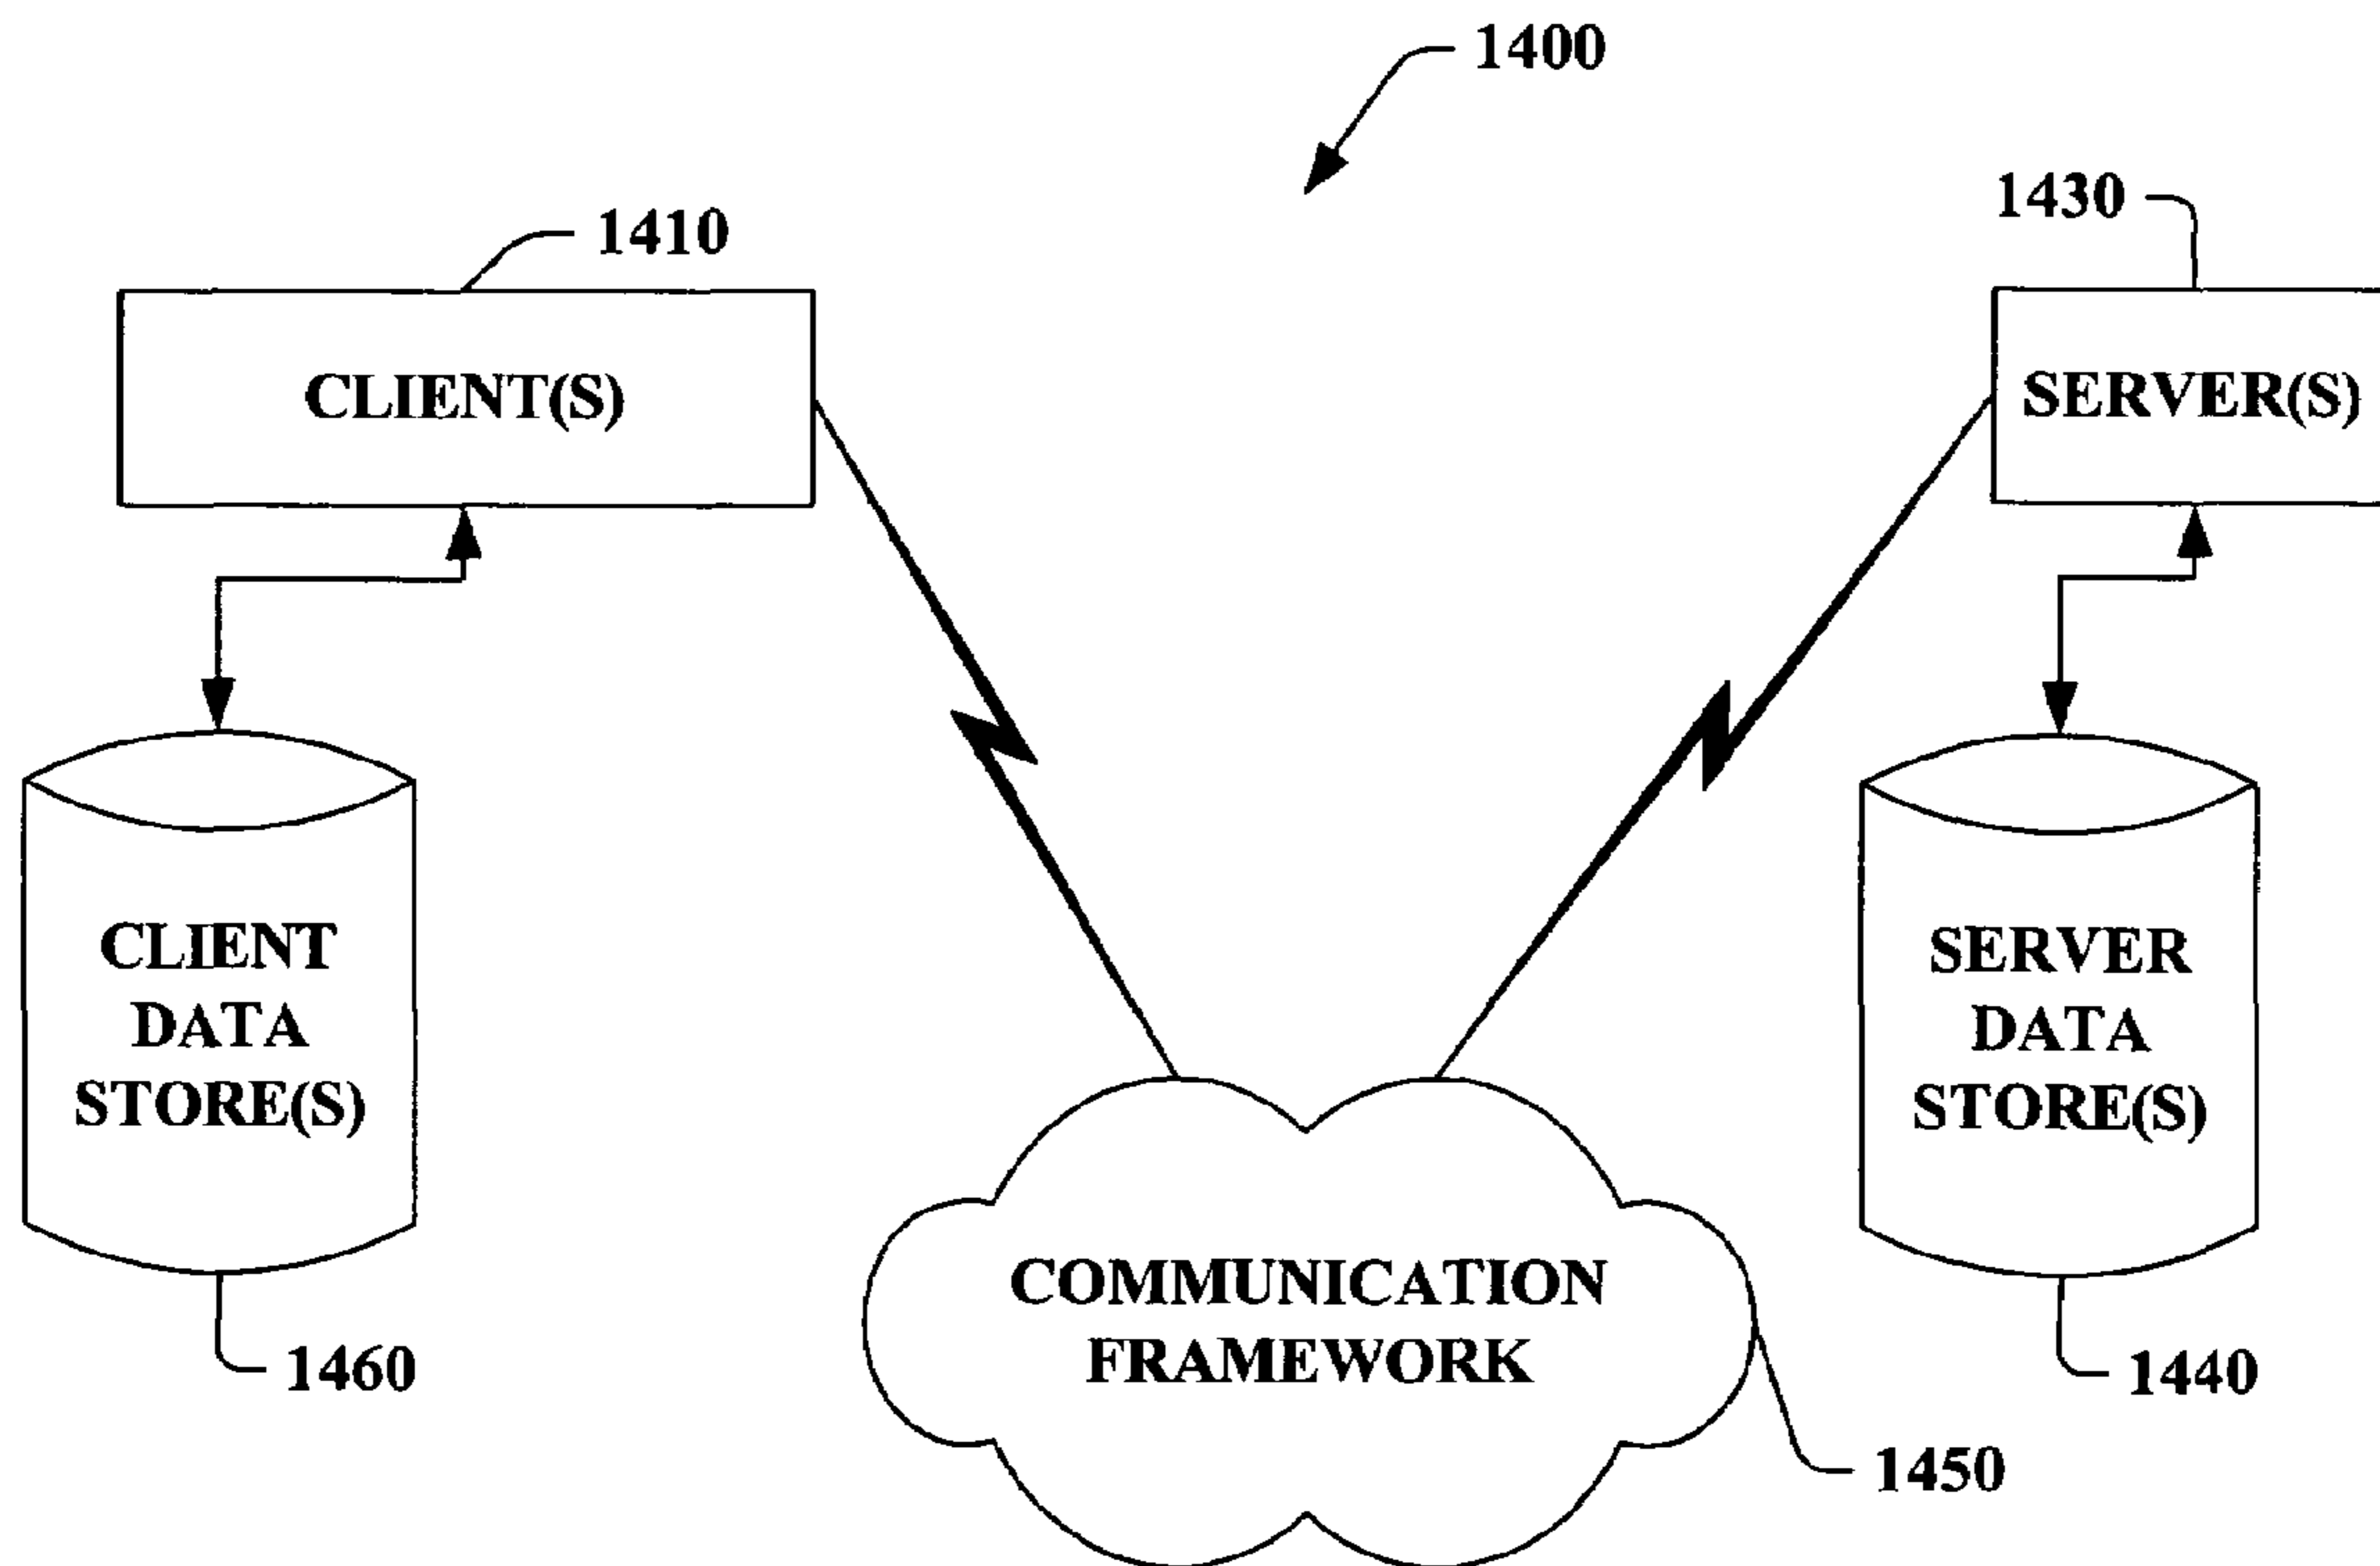 1400
1410
1430
CLIENT(S)
SERVER(S)
CLIENT
DATA
STORE(S)
SERVER
DATA
STORE(S)
COMMUNICATION
FRAMEWORK
1460
1440
1450